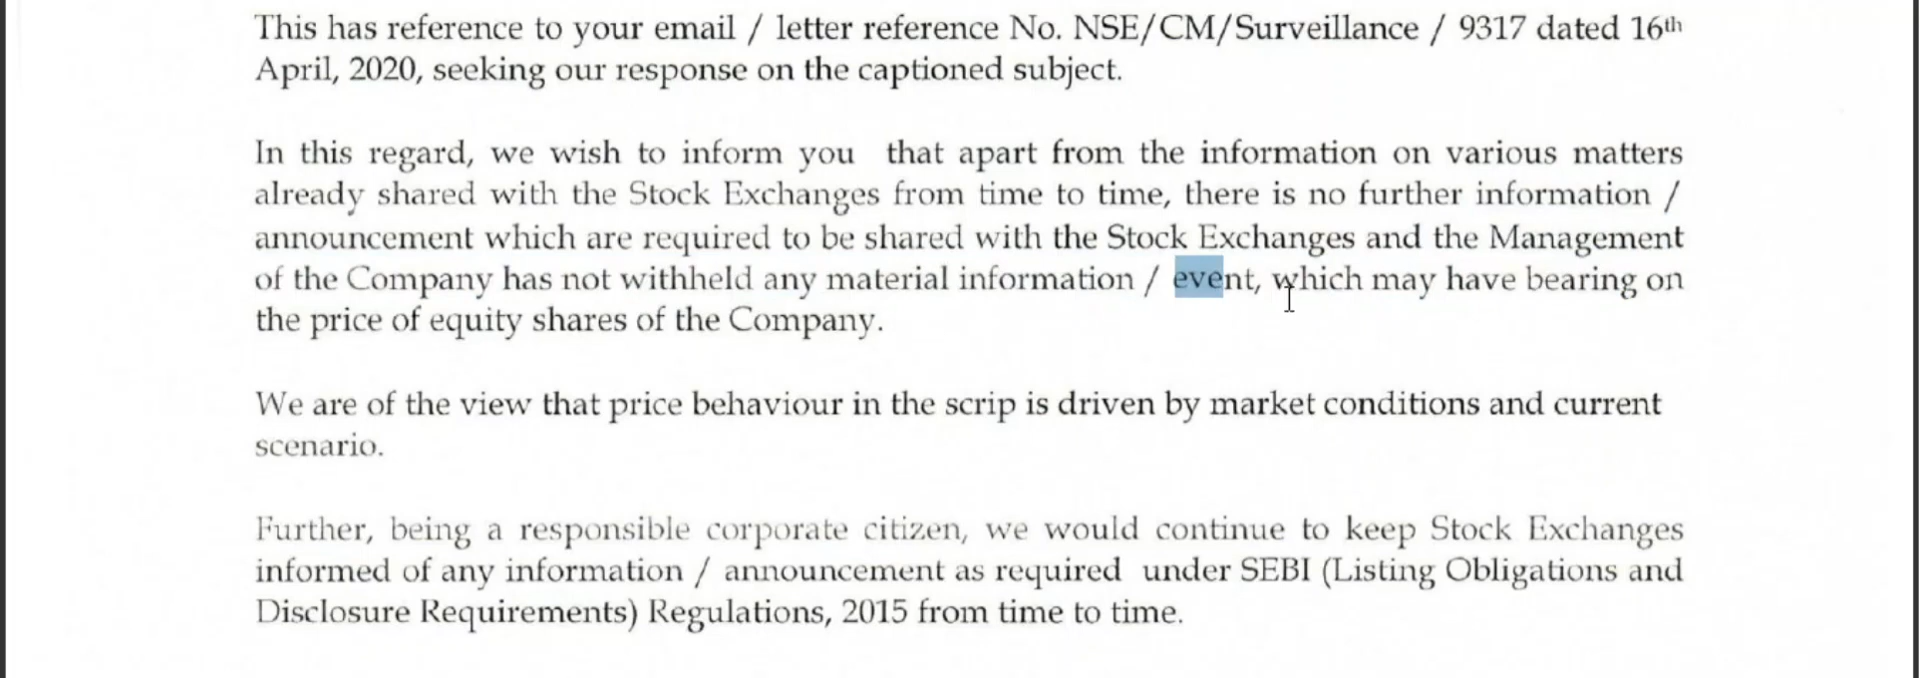 This has reference to your email / letter reference No. NSE/CM/Surveillance / 9317 dated 16th
April, 2020, seeking our response on the captioned subject.
In this regard, we wish to inform you that apart from the information on various matters
already shared with the Stock Exchanges from time to time, there is no further information /
announcement which are required to be shared with the Stock Exchanges and the Management
of the Company has not withheld any material information / event, which may have bearing on
the price of equity shares of the Company.
We are of the view that price behaviour in the scrip is driven by market conditions and current
scenario.
Further, being a responsible corporate citizen, we would continue to keep Stock Exchanges
informed of any information / announcement as required under SEBI (Listing Obligations and
Disclosure Requirements) Regulations, 2015 from time to time.